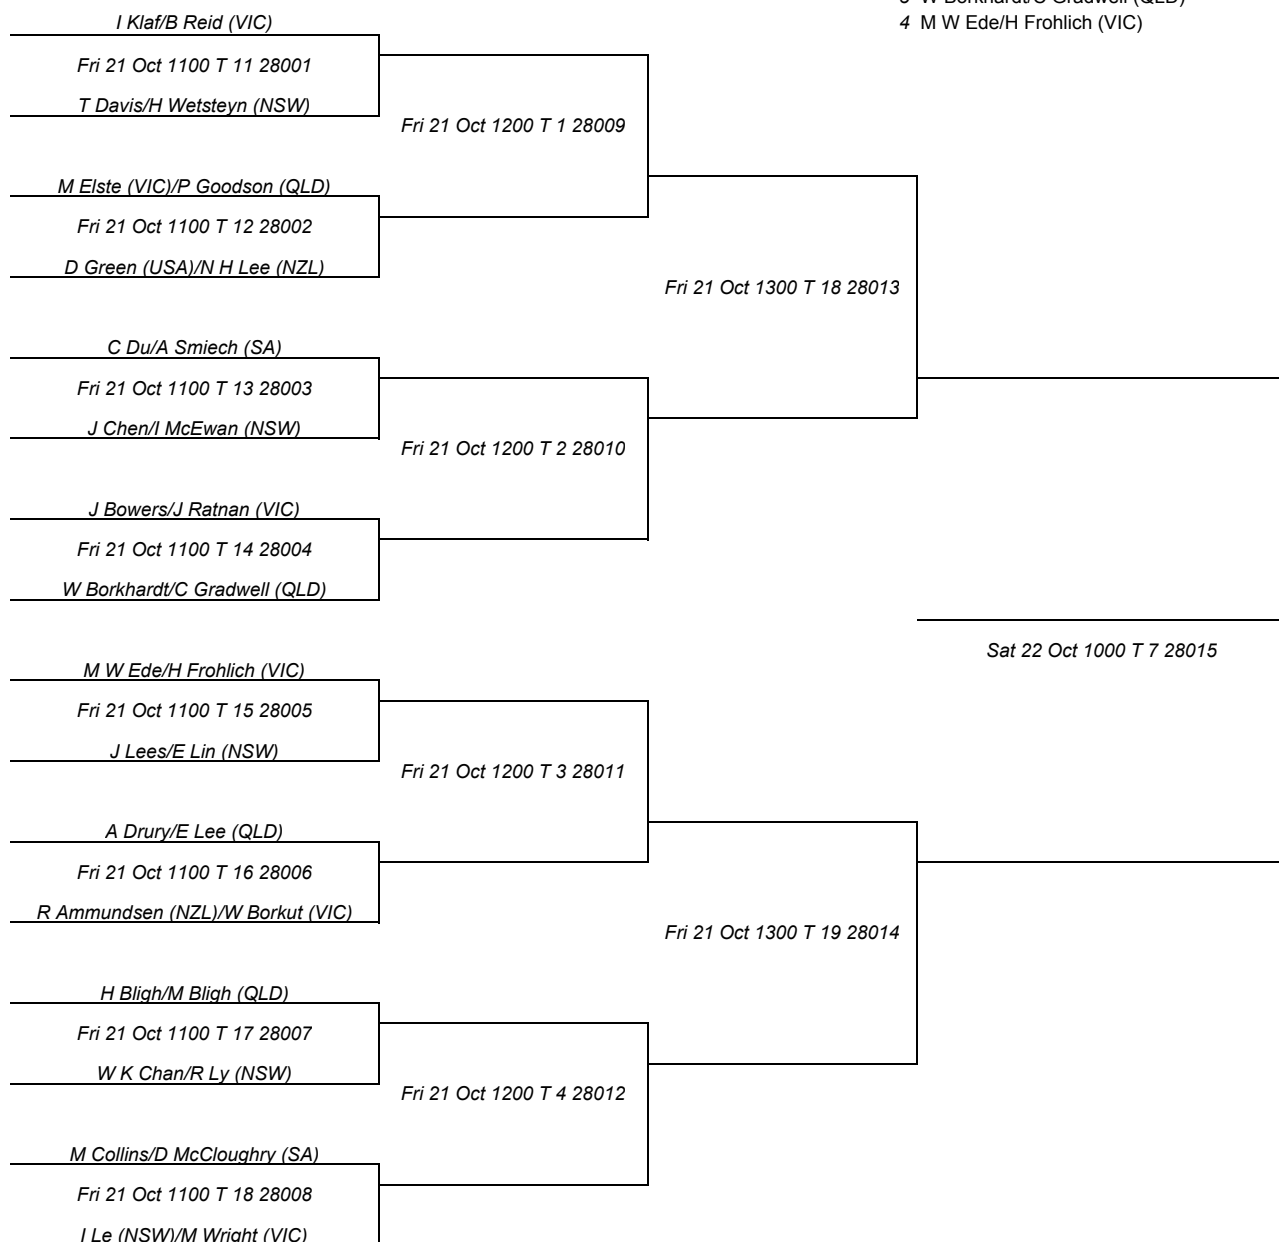 3 W Borkhardt/C Gradwell (QLD)
4 M W Ede/H Frohlich (VIC)
I Klaf/B Reid (VIC)
Fri 21 Oct 1100 T 11 28001
T Davis/H Wetsteyn (NSW)
Fri 21 Oct 1200 T 1 28009
M Elste (VIC)/P Goodson (QLD)
Fri 21 Oct 1100 T 12 28002
D Green (USA)/N H Lee (NZL)
Fri 21 Oct 1300 T 18 28013
C Du/A Smiech (SA)
Fri 21 Oct 1100 T 13 28003
J Chen/I McEwan (NSW)
Fri 21 Oct 1200 T 2 28010
J Bowers/J Ratnan (VIC)
Fri 21 Oct 1100 T 14 28004
W Borkhardt/C Gradwell (QLD)
Sat 22 Oct 1000 T 7 28015
M W Ede/H Frohlich (VIC)
Fri 21 Oct 1100 T 15 28005
J Lees/E Lin (NSW)
Fri 21 Oct 1200 T 3 28011
A Drury/E Lee (QLD)
Fri 21 Oct 1100 T 16 28006
R Ammundsen (NZL)/W Borkut (VIC)
Fri 21 Oct 1300 T 19 28014
H Bligh/M Bligh (QLD)
Fri 21 Oct 1100 T 17 28007
W K Chan/R Ly (NSW)
Fri 21 Oct 1200 T 4 28012
M Collins/D McCloughry (SA)
Fri 21 Oct 1100 T 18 28008
I Le (NSW)/M Wright (VIC)